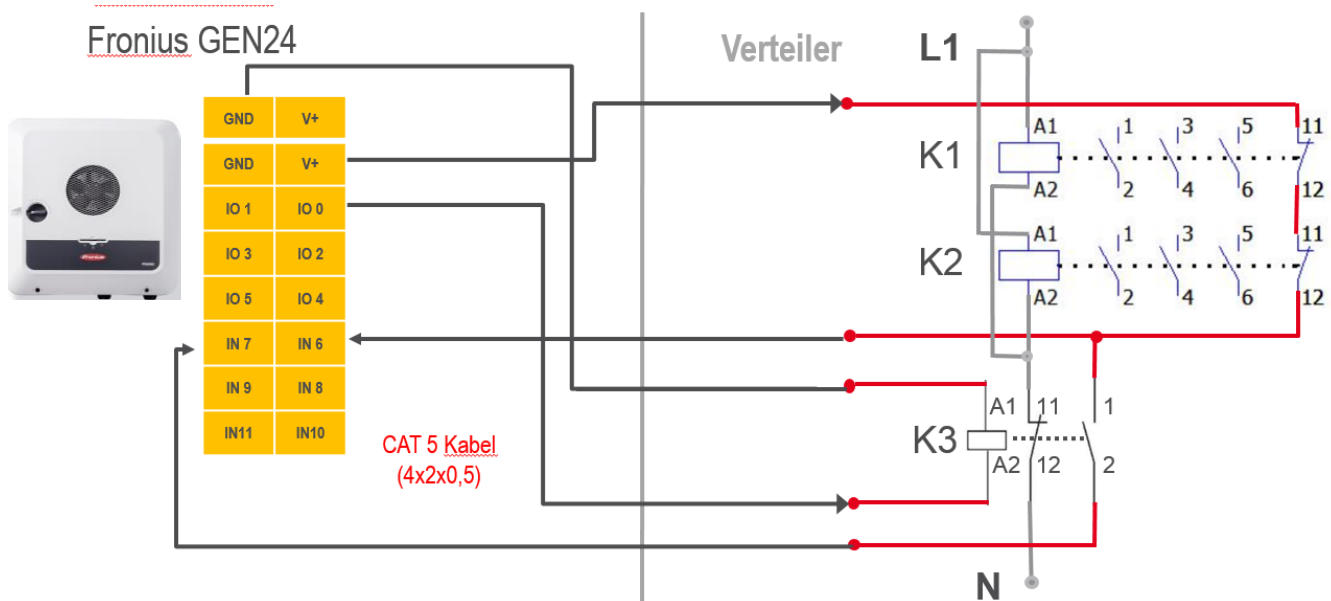 Fronius GEN24
Verteiler
L1
GND V+
GND V+
IO 1 IO 0
IO 3 IO 2
IO 5 IO 4
IN 7 IN 6
IN 9 IN 8
IN11 IN10
CAT 5 Kabel
(4x2x0,5)
K1
A1 1 3 5 11
A2 2 4 6 12
K2
A1 1 3 5 11
A2 2 4 6 12
K3
A1 11 1
A2 12 2
N
Fronius